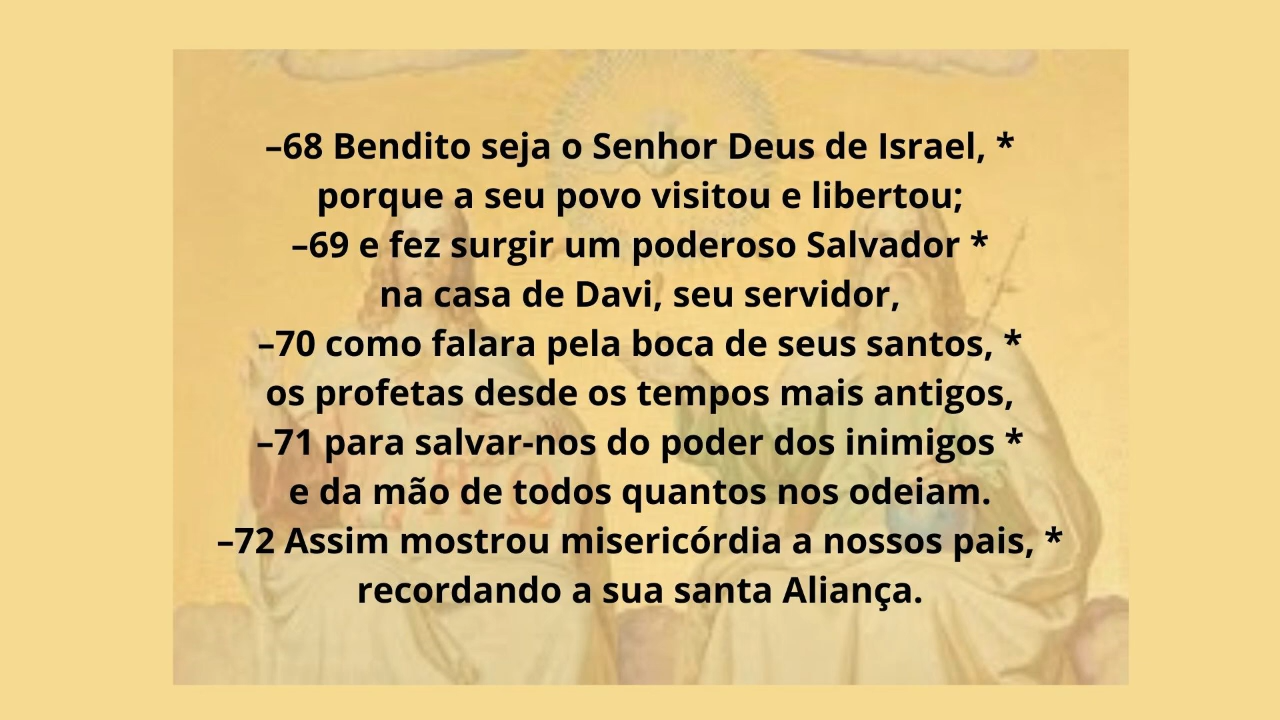 –68 Bendito seja o Senhor Deus de Israel, *
porque a seu povo visitou e libertou;
–69 e fez surgir um poderoso Salvador *
na casa de Davi, seu servidor,
–70 como falara pela boca de seus santos, *
os profetas desde os tempos mais antigos,
–71 para salvar-nos do poder dos inimigos *
e da mão de todos quantos nos odeiam.
–72 Assim mostrou misericórdia a nossos pais, *
recordando a sua santa Aliança.